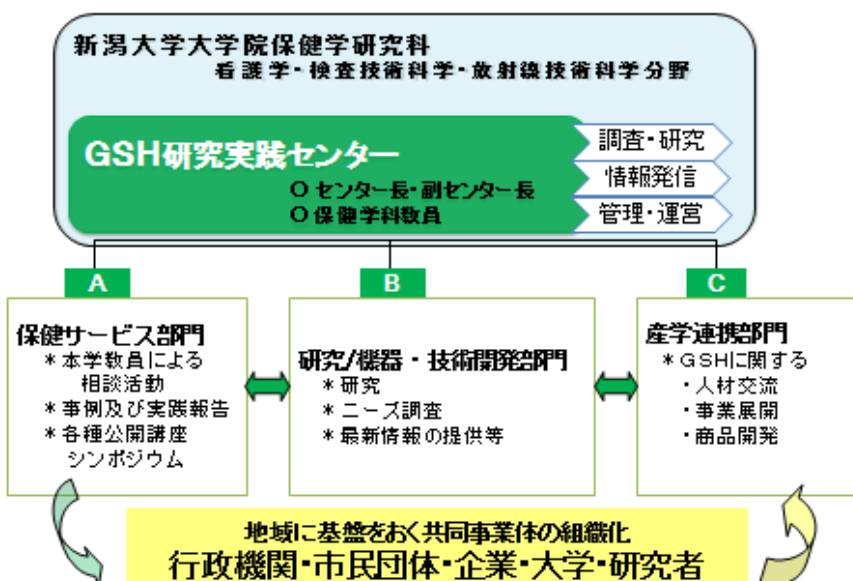 新潟大学大学院保健学研究科
看護学・検査技術科学・放射線技術科学分野
GSH研究実践センター
○ センター長・副センター長
○ 保健学科教員
調査・研究
情報発信
管理・運営
A
保健サービス部門
＊本学教員による
相談活動
＊事例及び実践報告
＊各種公開講座
シンポジウム
B
研究/機器・技術開発部門
＊研究
＊ニーズ調査
＊最新情報の提供等
C
産学連携部門
＊GSHに関する
・人材交流
・事業展開
・商品開発
地域に基盤をおく共同事業体の組織化
行政機関・市民団体・企業・大学・研究者